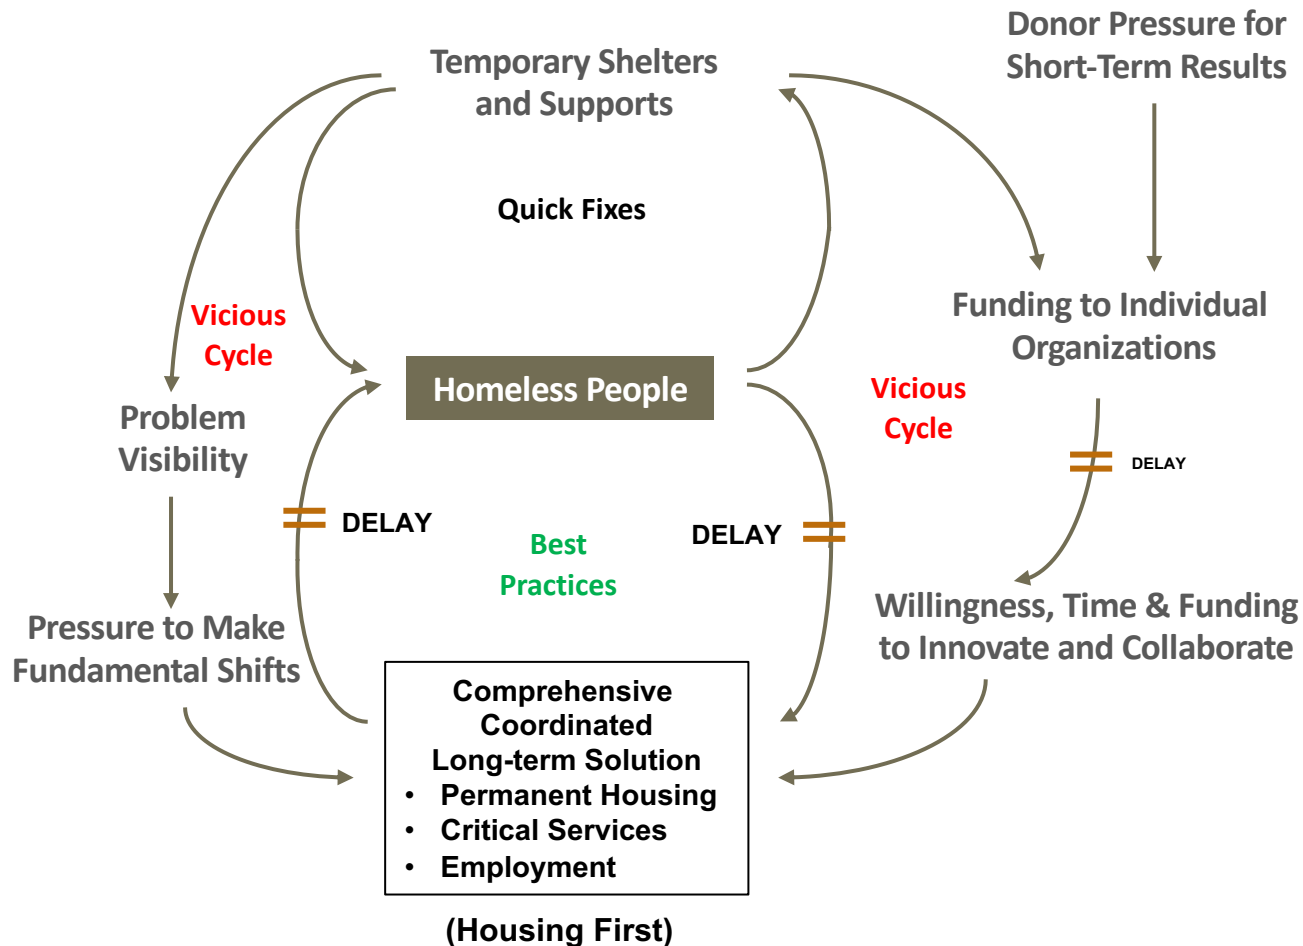 Donor Pressure for
Short-Term Results
Temporary Shelters
and Supports
Quick Fixes
Vicious
Cycle
Funding to Individual
Organizations
Homeless People
Vicious
Cycle
Problem
Visibility
DELAY
DELAY
DELAY
Best
Practices
Willingness, Time & Funding
to Innovate and Collaborate
Pressure to Make
Fundamental Shifts
Comprehensive
Coordinated
Long-term Solution
• Permanent Housing
• Critical Services
• Employment
(Housing First)